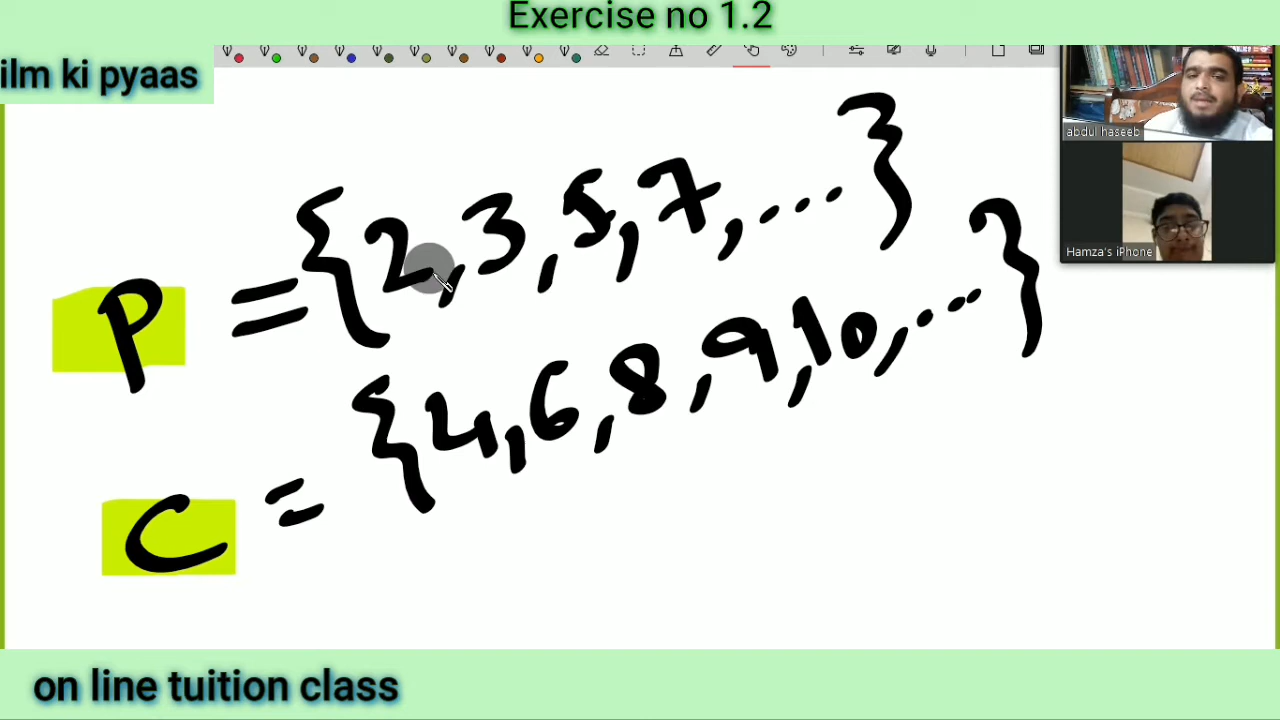 Exercise no 1.2
ilm ki pyaas
abdul haseeb
Hamza's iPhone
P = {2, 3, 5, 7, ...}
C = {4, 6, 8, 9, 10, ...}
on line tuition class